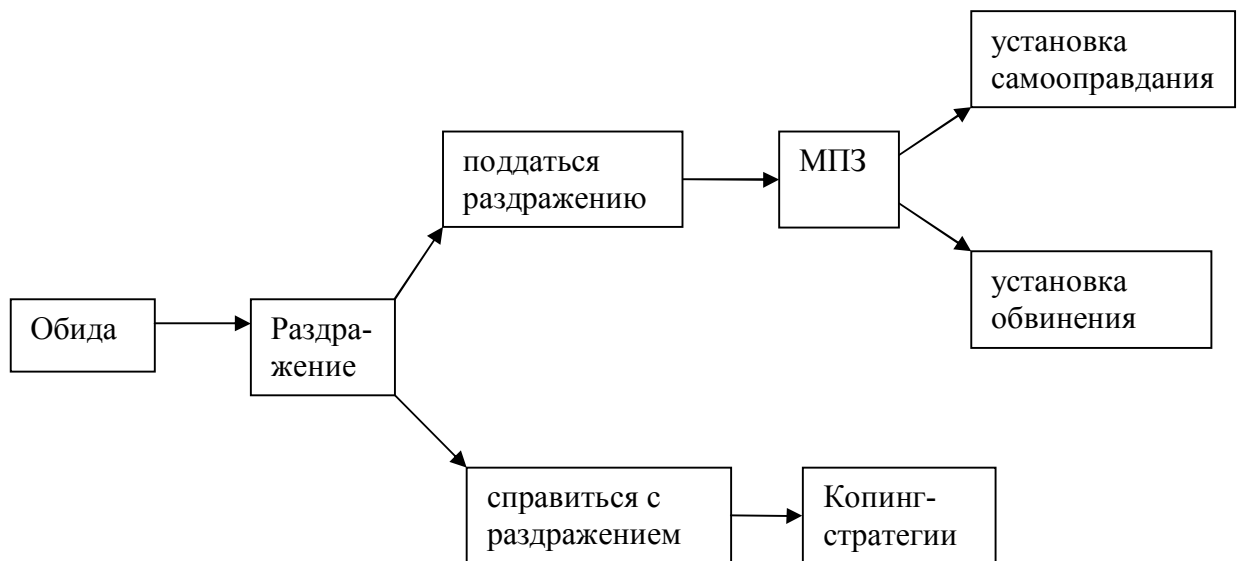 установка
самооправдания
поддаться
раздражению
МПЗ
установка
обвинения
Обида
Раздра-
жение
справиться с
раздражением
Копинг-
стратегии